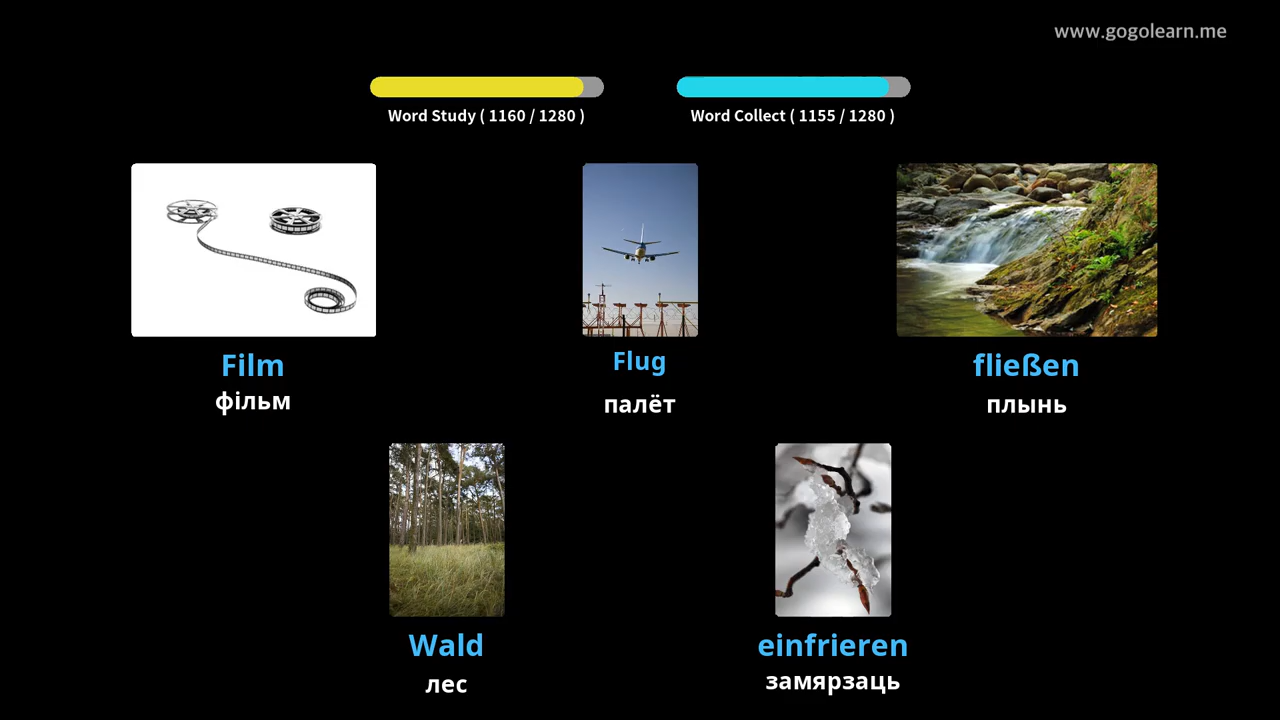 www.gogolearn.me
Word Study ( 1160 / 1280 )
Word Collect ( 1155 / 1280 )
Film
фільм
Flug
палёт
fließen
плынь
Wald
лес
einfrieren
замярзаць